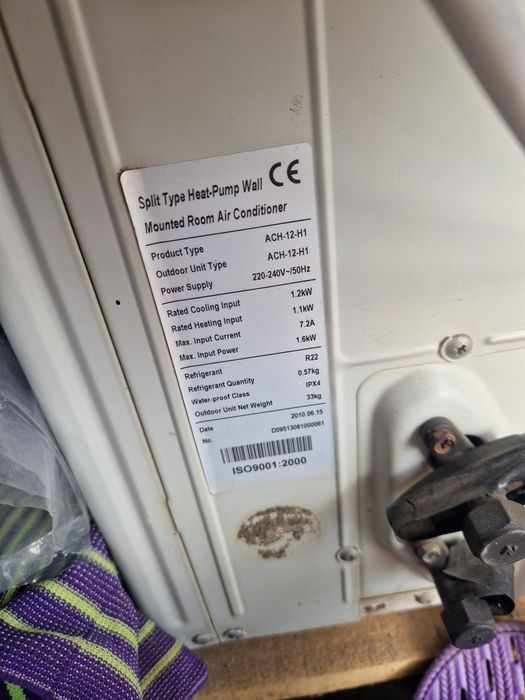 Split Type Heat-Pump Wall CE
Mounted Room Air Conditioner
Product Type ACH-12-H1
Outdoor Unit Type ACH-12-H1
Power Supply 220-240V~/50Hz
Rated Cooling Input 1.2kW
Rated Heating Input 1.1kW
Max. Input Current 7.2A
Max. Input Power 1.6kW
Refrigerant R22
Refrigerant Quantity 0.57kg
Water-proof Class IPX4
Outdoor Unit Net Weight 33kg
Date 2010.06.15
No. D09513081000061
ISO9001:2000